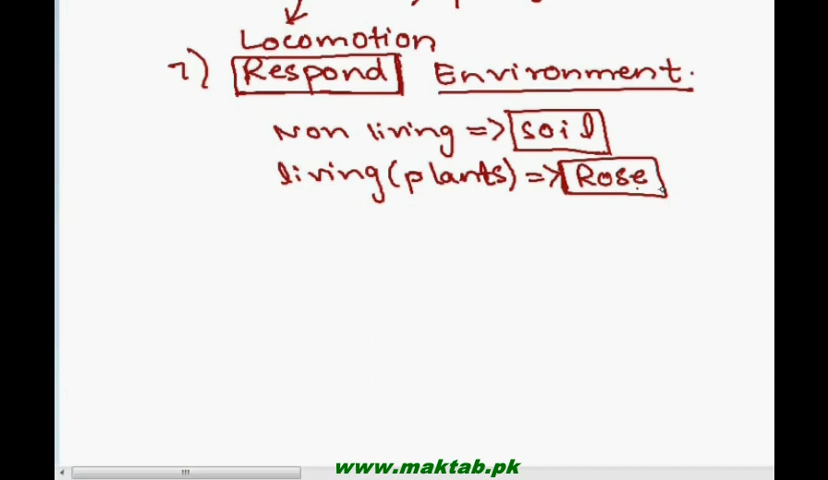 Locomotion
7) Respond Environment.
Non living => soil
living (plants) => Rose
www.maktab.pk